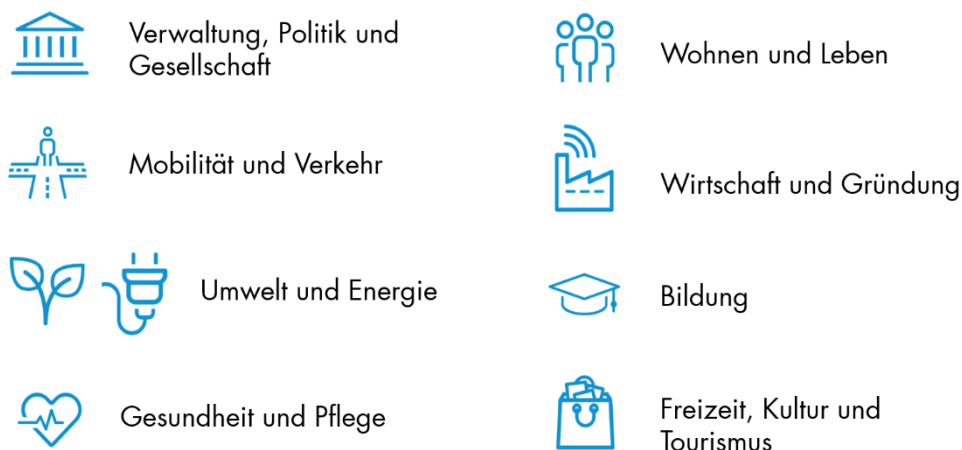 Verwaltung, Politik und
Gesellschaft
Mobilität und Verkehr
Umwelt und Energie
Gesundheit und Pflege
Wohnen und Leben
Wirtschaft und Gründung
Bildung
Freizeit, Kultur und
Tourismus